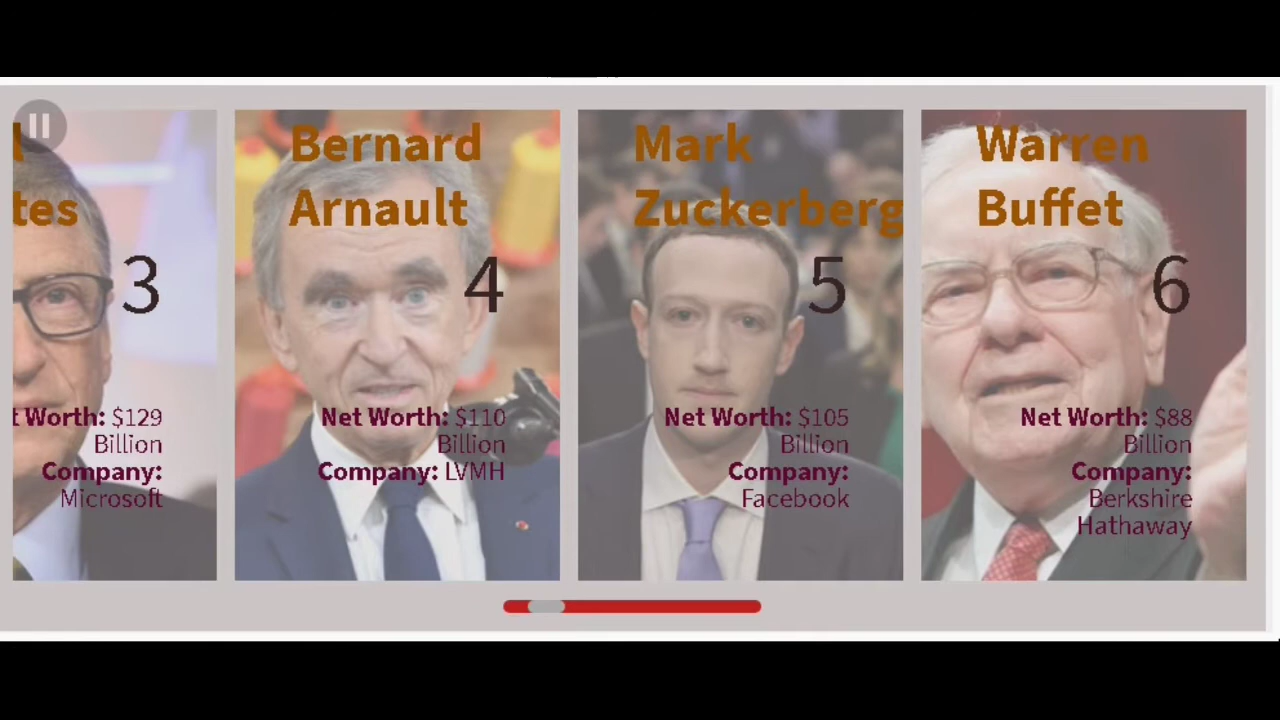 l
tes
3
t Worth: $129
Billion
Company:
Microsoft
Bernard
Arnault
4
Net Worth: $110
Billion
Company: LVMH
Mark
Zuckerberg
5
Net Worth: $105
Billion
Company:
Facebook
Warren
Buffet
6
Net Worth: $88
Billion
Company:
Berkshire
Hathaway